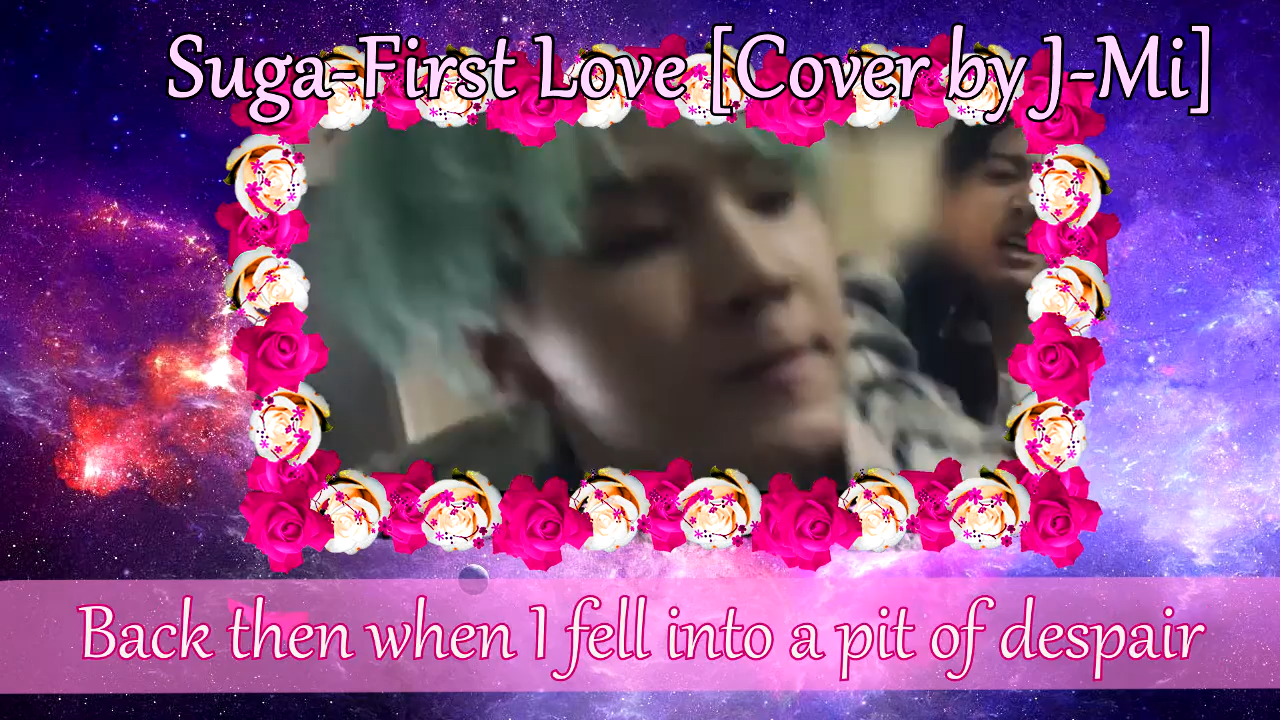 Suga-First Love [Cover by J-Mi]
Back then when I fell into a pit of despair